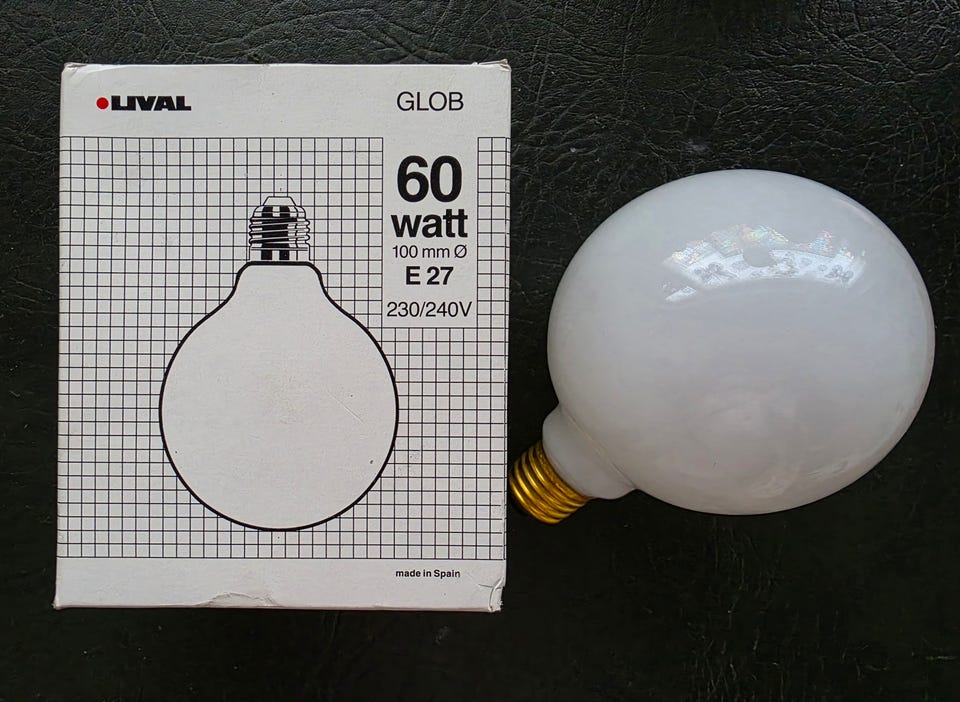 LIVAL
GLOB
60
watt
100 mm Ø
E 27
230/240V
made in Spain